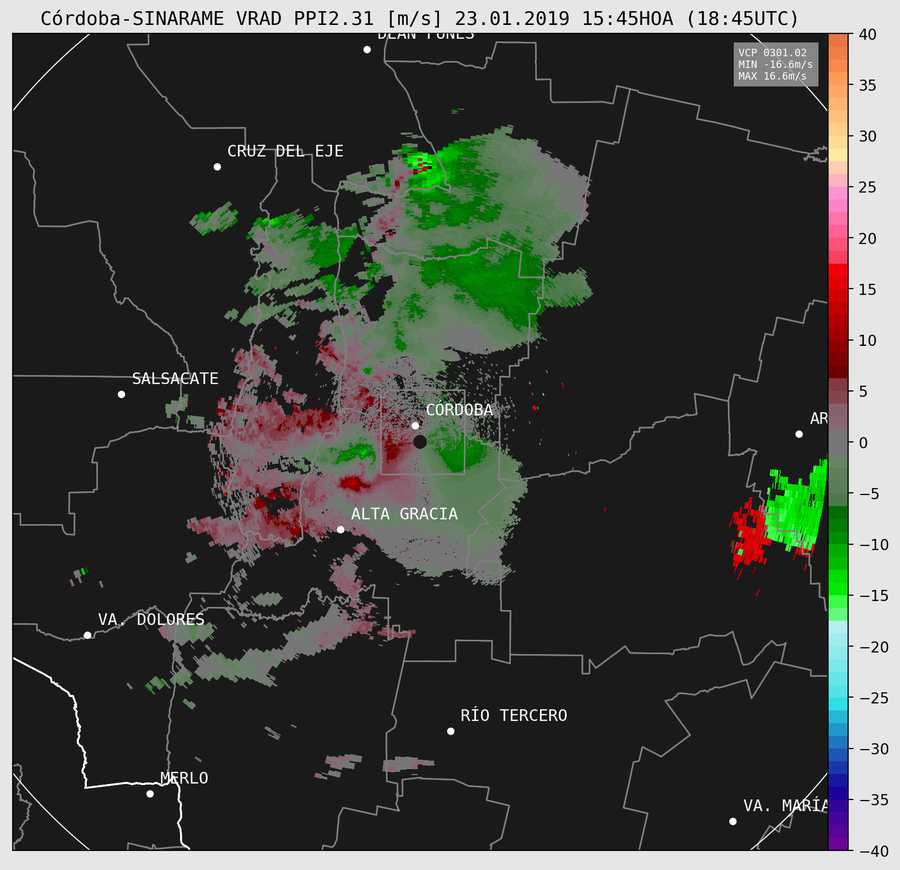 Córdoba-SINARAME VRAD PPI2.31 [m/s] 23.01.2019 15:45HOA (18:45UTC)
DEÁN FUNES
VCP 0301.02
MIN -16.6m/s
MAX 16.6m/s
CRUZ DEL EJE
SALSACATE
CÓRDOBA
AR
ALTA GRACIA
VA. DOLORES
RÍO TERCERO
MERLO
VA. MARÍA
40
35
30
25
20
15
10
5
0
−5
−10
−15
−20
−25
−30
−35
−40